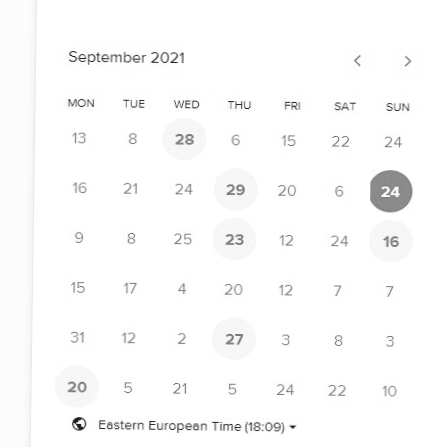 September 2021
MON TUE WED THU FRI SAT SUN
13 8 28 6 15 22 24
16 21 24 29 20 6 24
9 8 25 23 12 24 16
15 17 4 20 12 7 7
31 12 2 27 3 8 3
20 5 21 5 24 22 10
Eastern European Time (18:09)